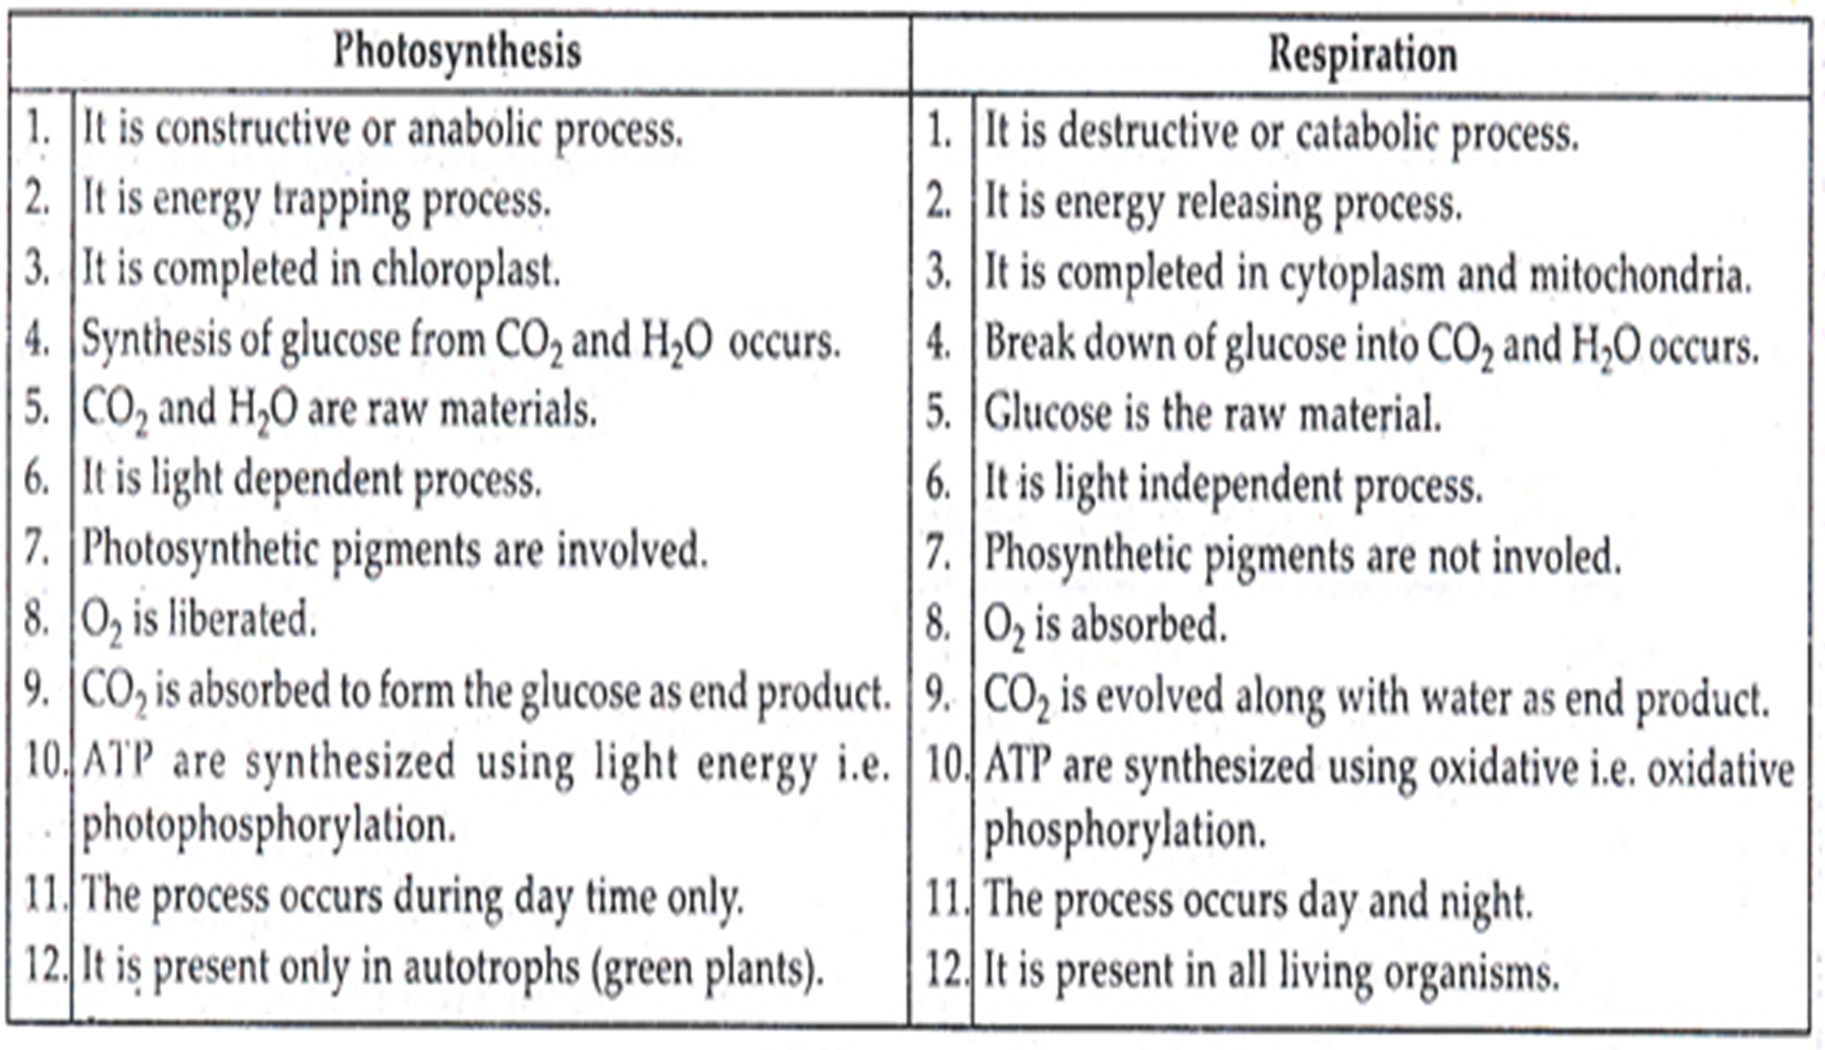 Photosynthesis
Respiration
1. It is constructive or anabolic process.
1. It is destructive or catabolic process.
2. It is energy trapping process.
2. It is energy releasing process.
3. It is completed in chloroplast.
3. It is completed in cytoplasm and mitochondria.
4. Synthesis of glucose from CO₂ and H₂O occurs.
4. Break down of glucose into CO₂ and H₂O occurs.
5. CO₂ and H₂O are raw materials.
5. Glucose is the raw material.
6. It is light dependent process.
6. It is light independent process.
7. Photosynthetic pigments are involved.
7. Phosynthetic pigments are not involed.
8. O₂ is liberated.
8. O₂ is absorbed.
9. CO₂ is absorbed to form the glucose as end product.
9. CO₂ is evolved along with water as end product.
10. ATP are synthesized using light energy i.e.
photophosphorylation.
10. ATP are synthesized using oxidative i.e. oxidative
phosphorylation.
11. The process occurs during day time only.
11. The process occurs day and night.
12. It is present only in autotrophs (green plants).
12. It is present in all living organisms.